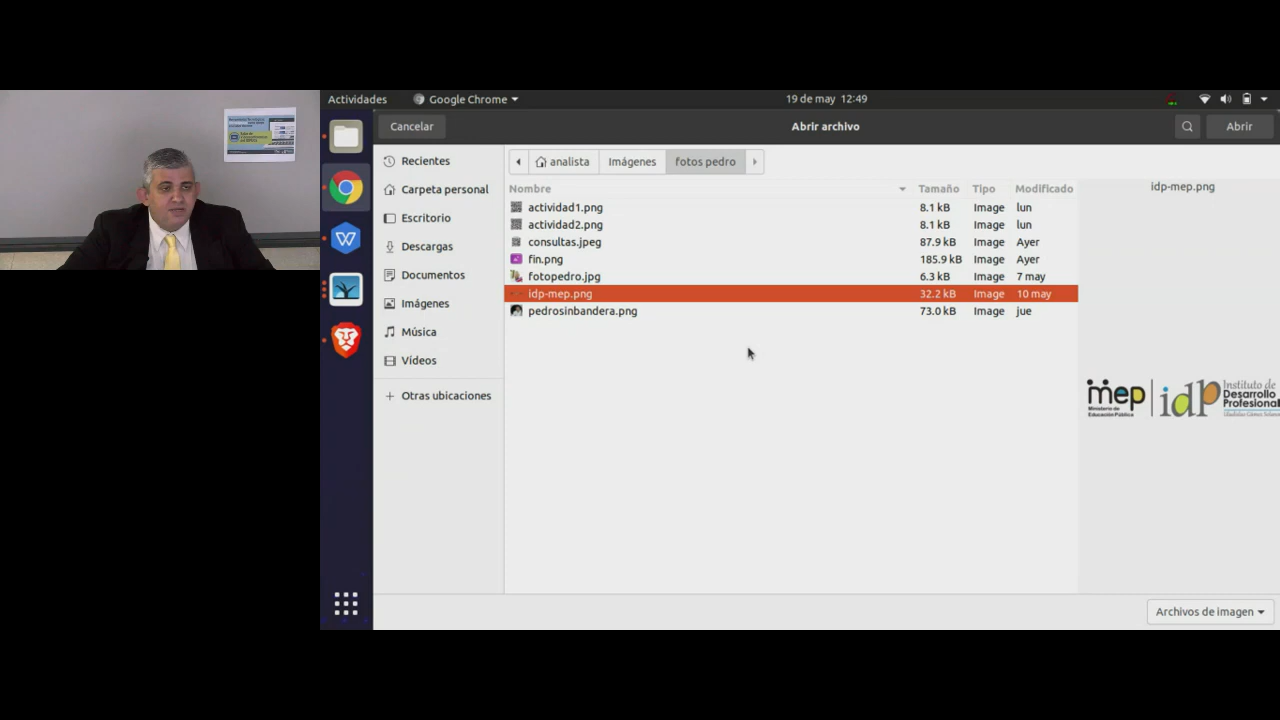 Actividades
Google Chrome
19 de may 12:49
Cancelar
Abrir archivo
Abrir
Recientes
Carpeta personal
Escritorio
Descargas
Documentos
Imágenes
Música
Vídeos
Otras ubicaciones
analista
Imágenes
fotos pedro
Nombre Tamaño Tipo Modificado
actividad1.png 8.1 kB Image lun
actividad2.png 8.1 kB Image lun
consultas.jpeg 87.9 kB Image Ayer
fin.png 185.9 kB Image Ayer
fotopedro.jpg 6.3 kB Image 7 may
idp-mep.png 32.2 kB Image 10 may
pedrosinbandera.png 73.0 kB Image jue
idp-mep.png
mep
Ministerio de
Educación Pública
idp
Instituto de
Desarrollo
Profesional
Archivos de imagen